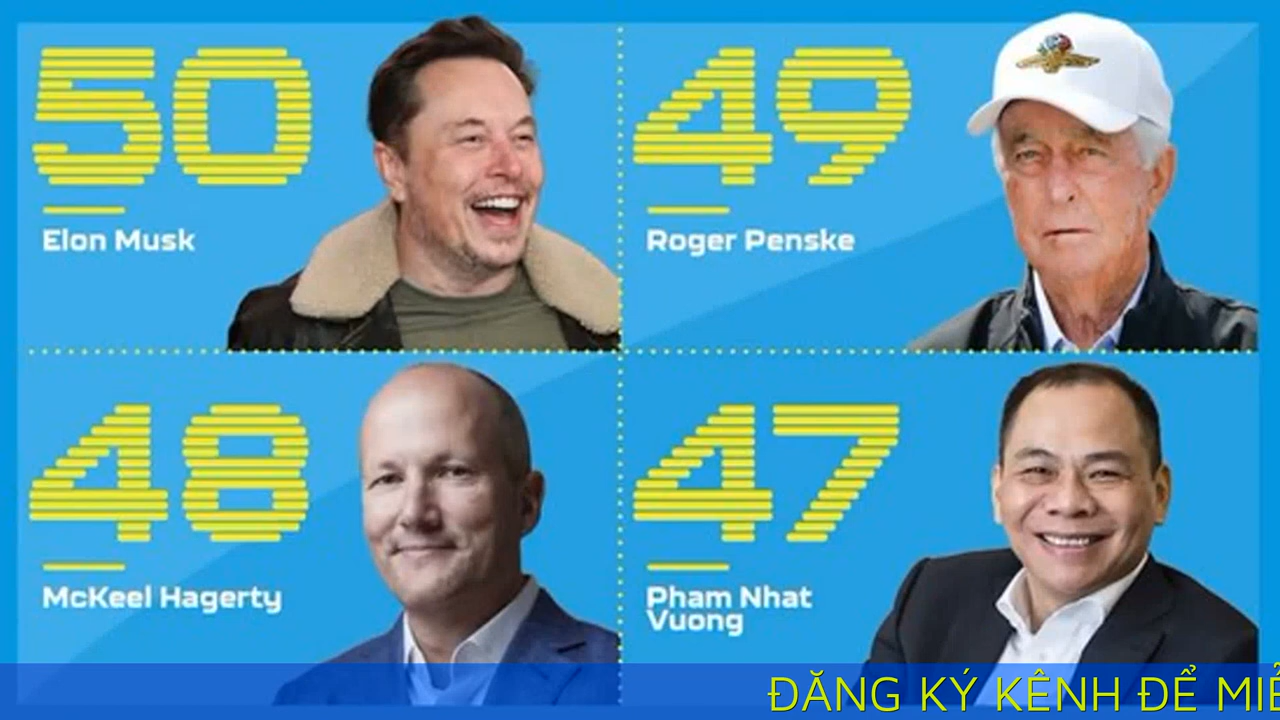 50
Elon Musk
49
Roger Penske
48
McKeel Hagerty
47
Pham Nhat
Vuong
ĐĂNG KÝ KÊNH ĐỂ